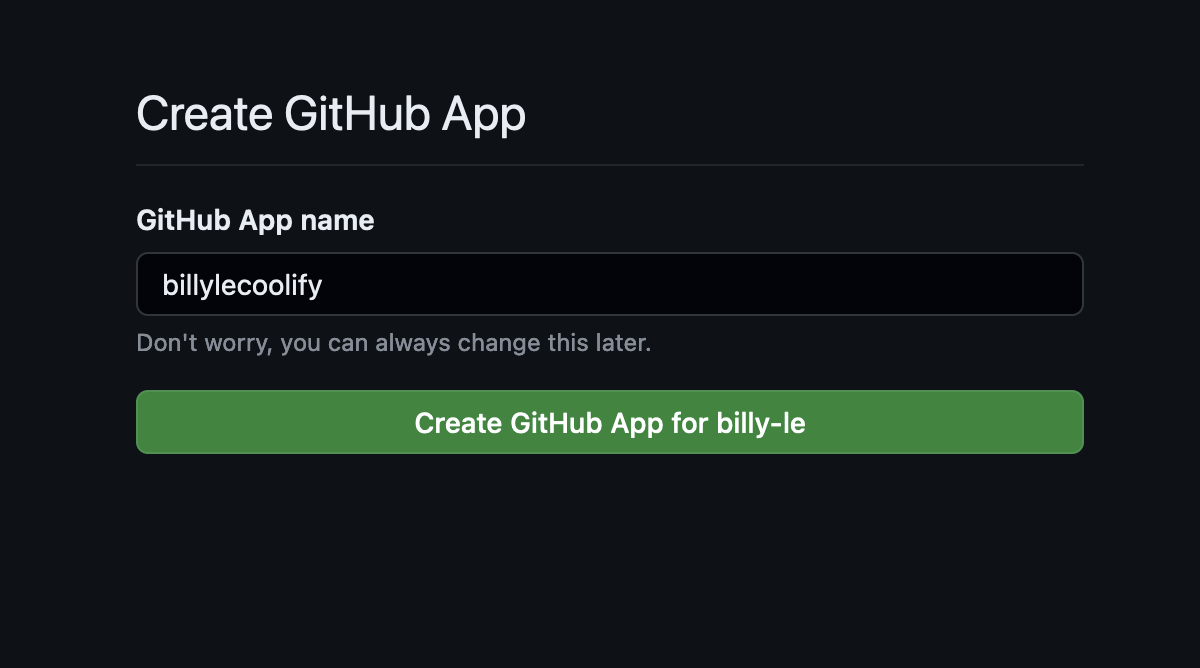 Create GitHub App
GitHub App name
billylecoolify
Don't worry, you can always change this later.
Create GitHub App for billy-le